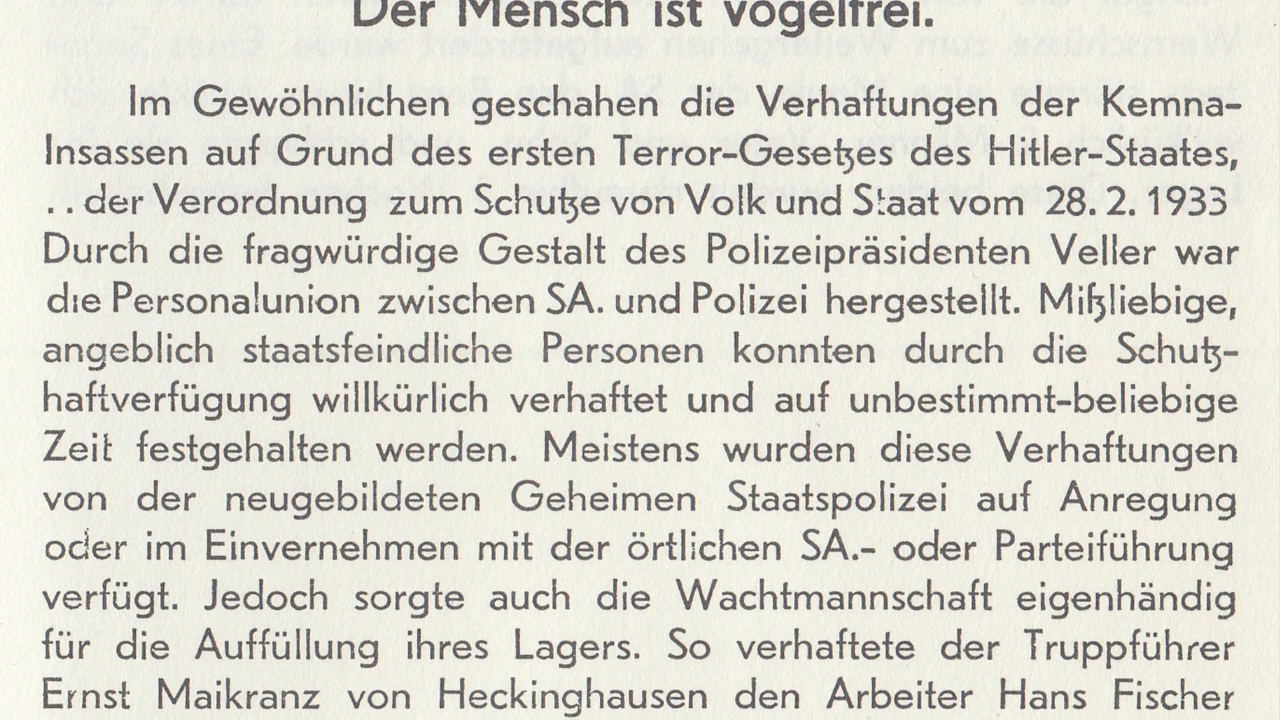 Der Mensch ist vogelfrei.
Im Gewöhnlichen geschahen die Verhaftungen der Kemna-
Insassen auf Grund des ersten Terror-Gesetzes des Hitler-Staates,
. . der Verordnung zum Schutze von Volk und Staat vom 28. 2. 1933
Durch die fragwürdige Gestalt des Polizeipräsidenten Veller war
die Personalunion zwischen SA. und Polizei hergestellt. Mißliebige,
angeblich staatsfeindliche Personen konnten durch die Schutz-
haftverfügung willkürlich verhaftet und auf unbestimmt-beliebige
Zeit festgehalten werden. Meistens wurden diese Verhaftungen
von der neugebildeten Geheimen Staatspolizei auf Anregung
oder im Einvernehmen mit der örtlichen SA.- oder Parteiführung
verfügt. Jedoch sorgte auch die Wachtmannschaft eigenhändig
für die Auffüllung ihres Lagers. So verhaftete der Truppführer
Ernst Maikranz von Heckinghausen den Arbeiter Hans Fischer